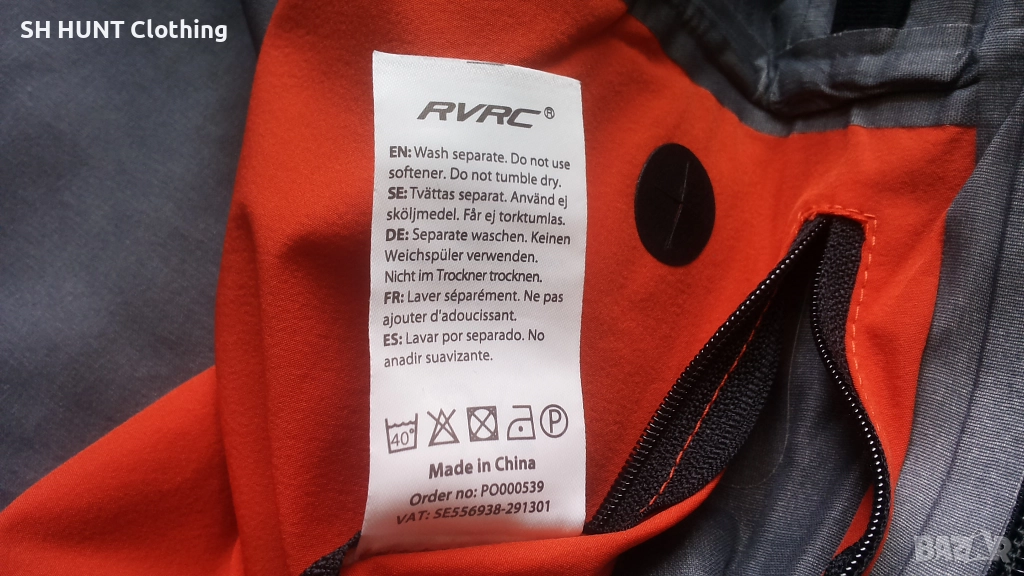 SH HUNT Clothing
RVRC®
EN: Wash separate. Do not use
softener. Do not tumble dry.
SE: Tvättas separat. Använd ej
sköljmedel. Får ej torktumlas.
DE: Separate waschen. Keinen
Weichspüler verwenden.
Nicht im Trockner trocknen.
FR: Laver séparément. Ne pas
ajouter d'adoucissant.
ES: Lavar por separado. No
anadir suavizante.
40° P
Made in China
Order no: PO000539
VAT: SE556938-291301
BAZAR